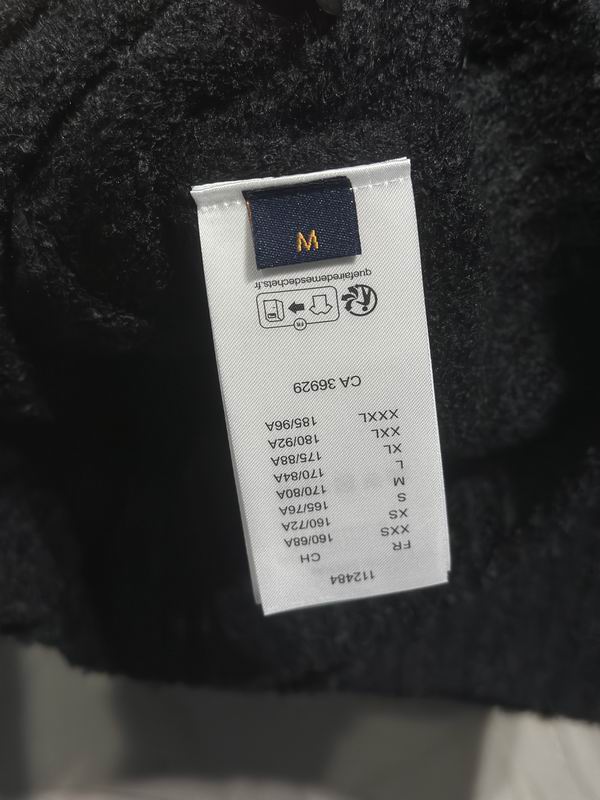 112484
FR CH
XXS 160/68A
XS 160/72A
S 165/76A
M 170/80A
L 170/84A
XL 175/88A
XXL 180/92A
XXXL 185/96A
CA 36929
FR
quefairedemesdechets.fr
M